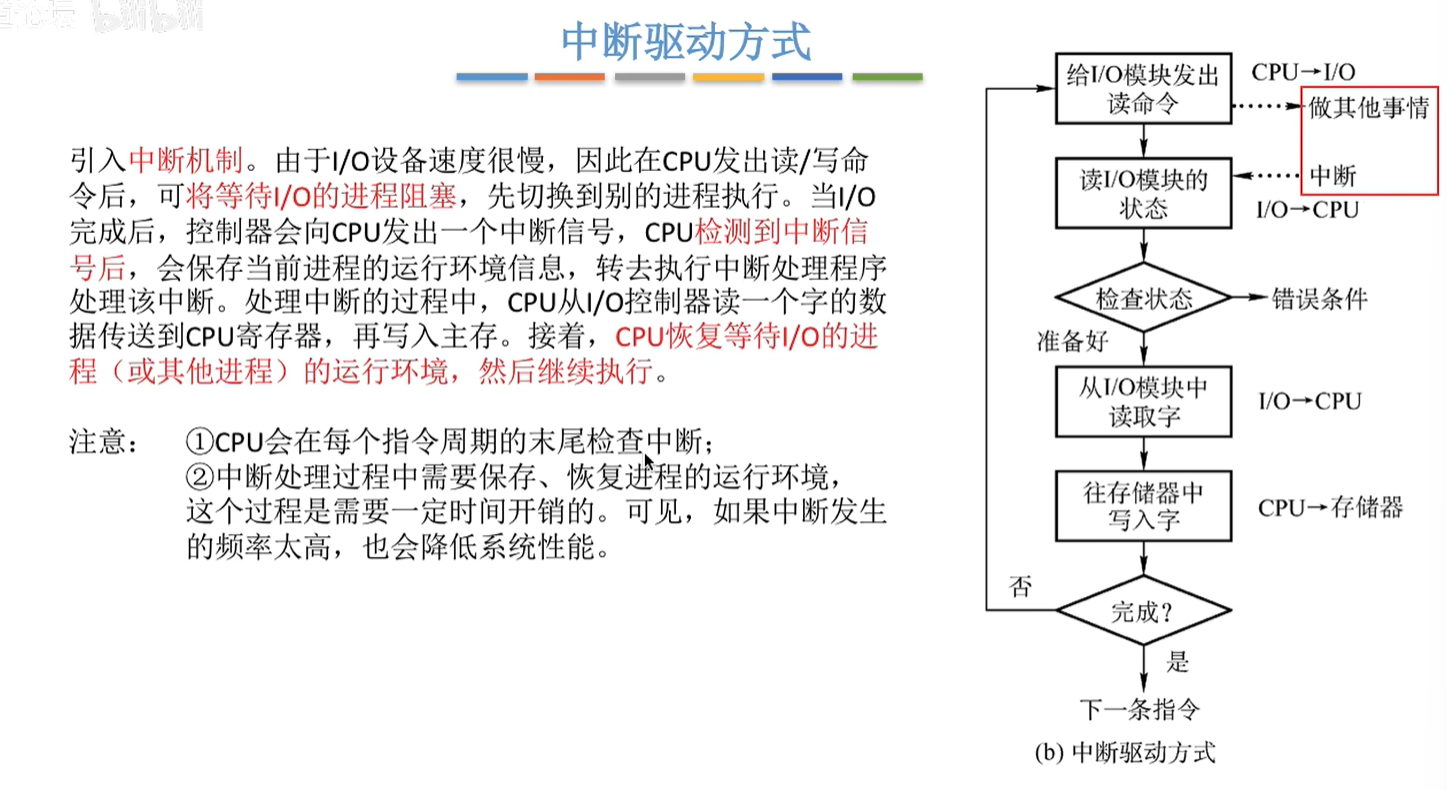 中断驱动方式
引入中断机制。由于I/O设备速度很慢，因此在CPU发出读/写命
令后，可将等待I/O的进程阻塞，先切换到别的进程执行。当I/O
完成后，控制器会向CPU发出一个中断信号，CPU检测到中断信
号后，会保存当前进程的运行环境信息，转去执行中断处理程序
处理该中断。处理中断的过程中，CPU从I/O控制器读一个字的数
据传送到CPU寄存器，再写入主存。接着，CPU恢复等待I/O的进
程（或其他进程）的运行环境，然后继续执行。
注意： ①CPU会在每个指令周期的末尾检查中断；
②中断处理过程中需要保存、恢复进程的运行环境，
这个过程是需要一定时间开销的。可见，如果中断发生
的频率太高，也会降低系统性能。
给I/O模块发出
读命令
CPU→I/O
做其他事情
读I/O模块的
状态
中断
I/O→CPU
检查状态
错误条件
准备好
从I/O模块中
读取字
I/O→CPU
往存储器中
写入字
CPU→存储器
否
完成？
是
下一条指令
(b) 中断驱动方式